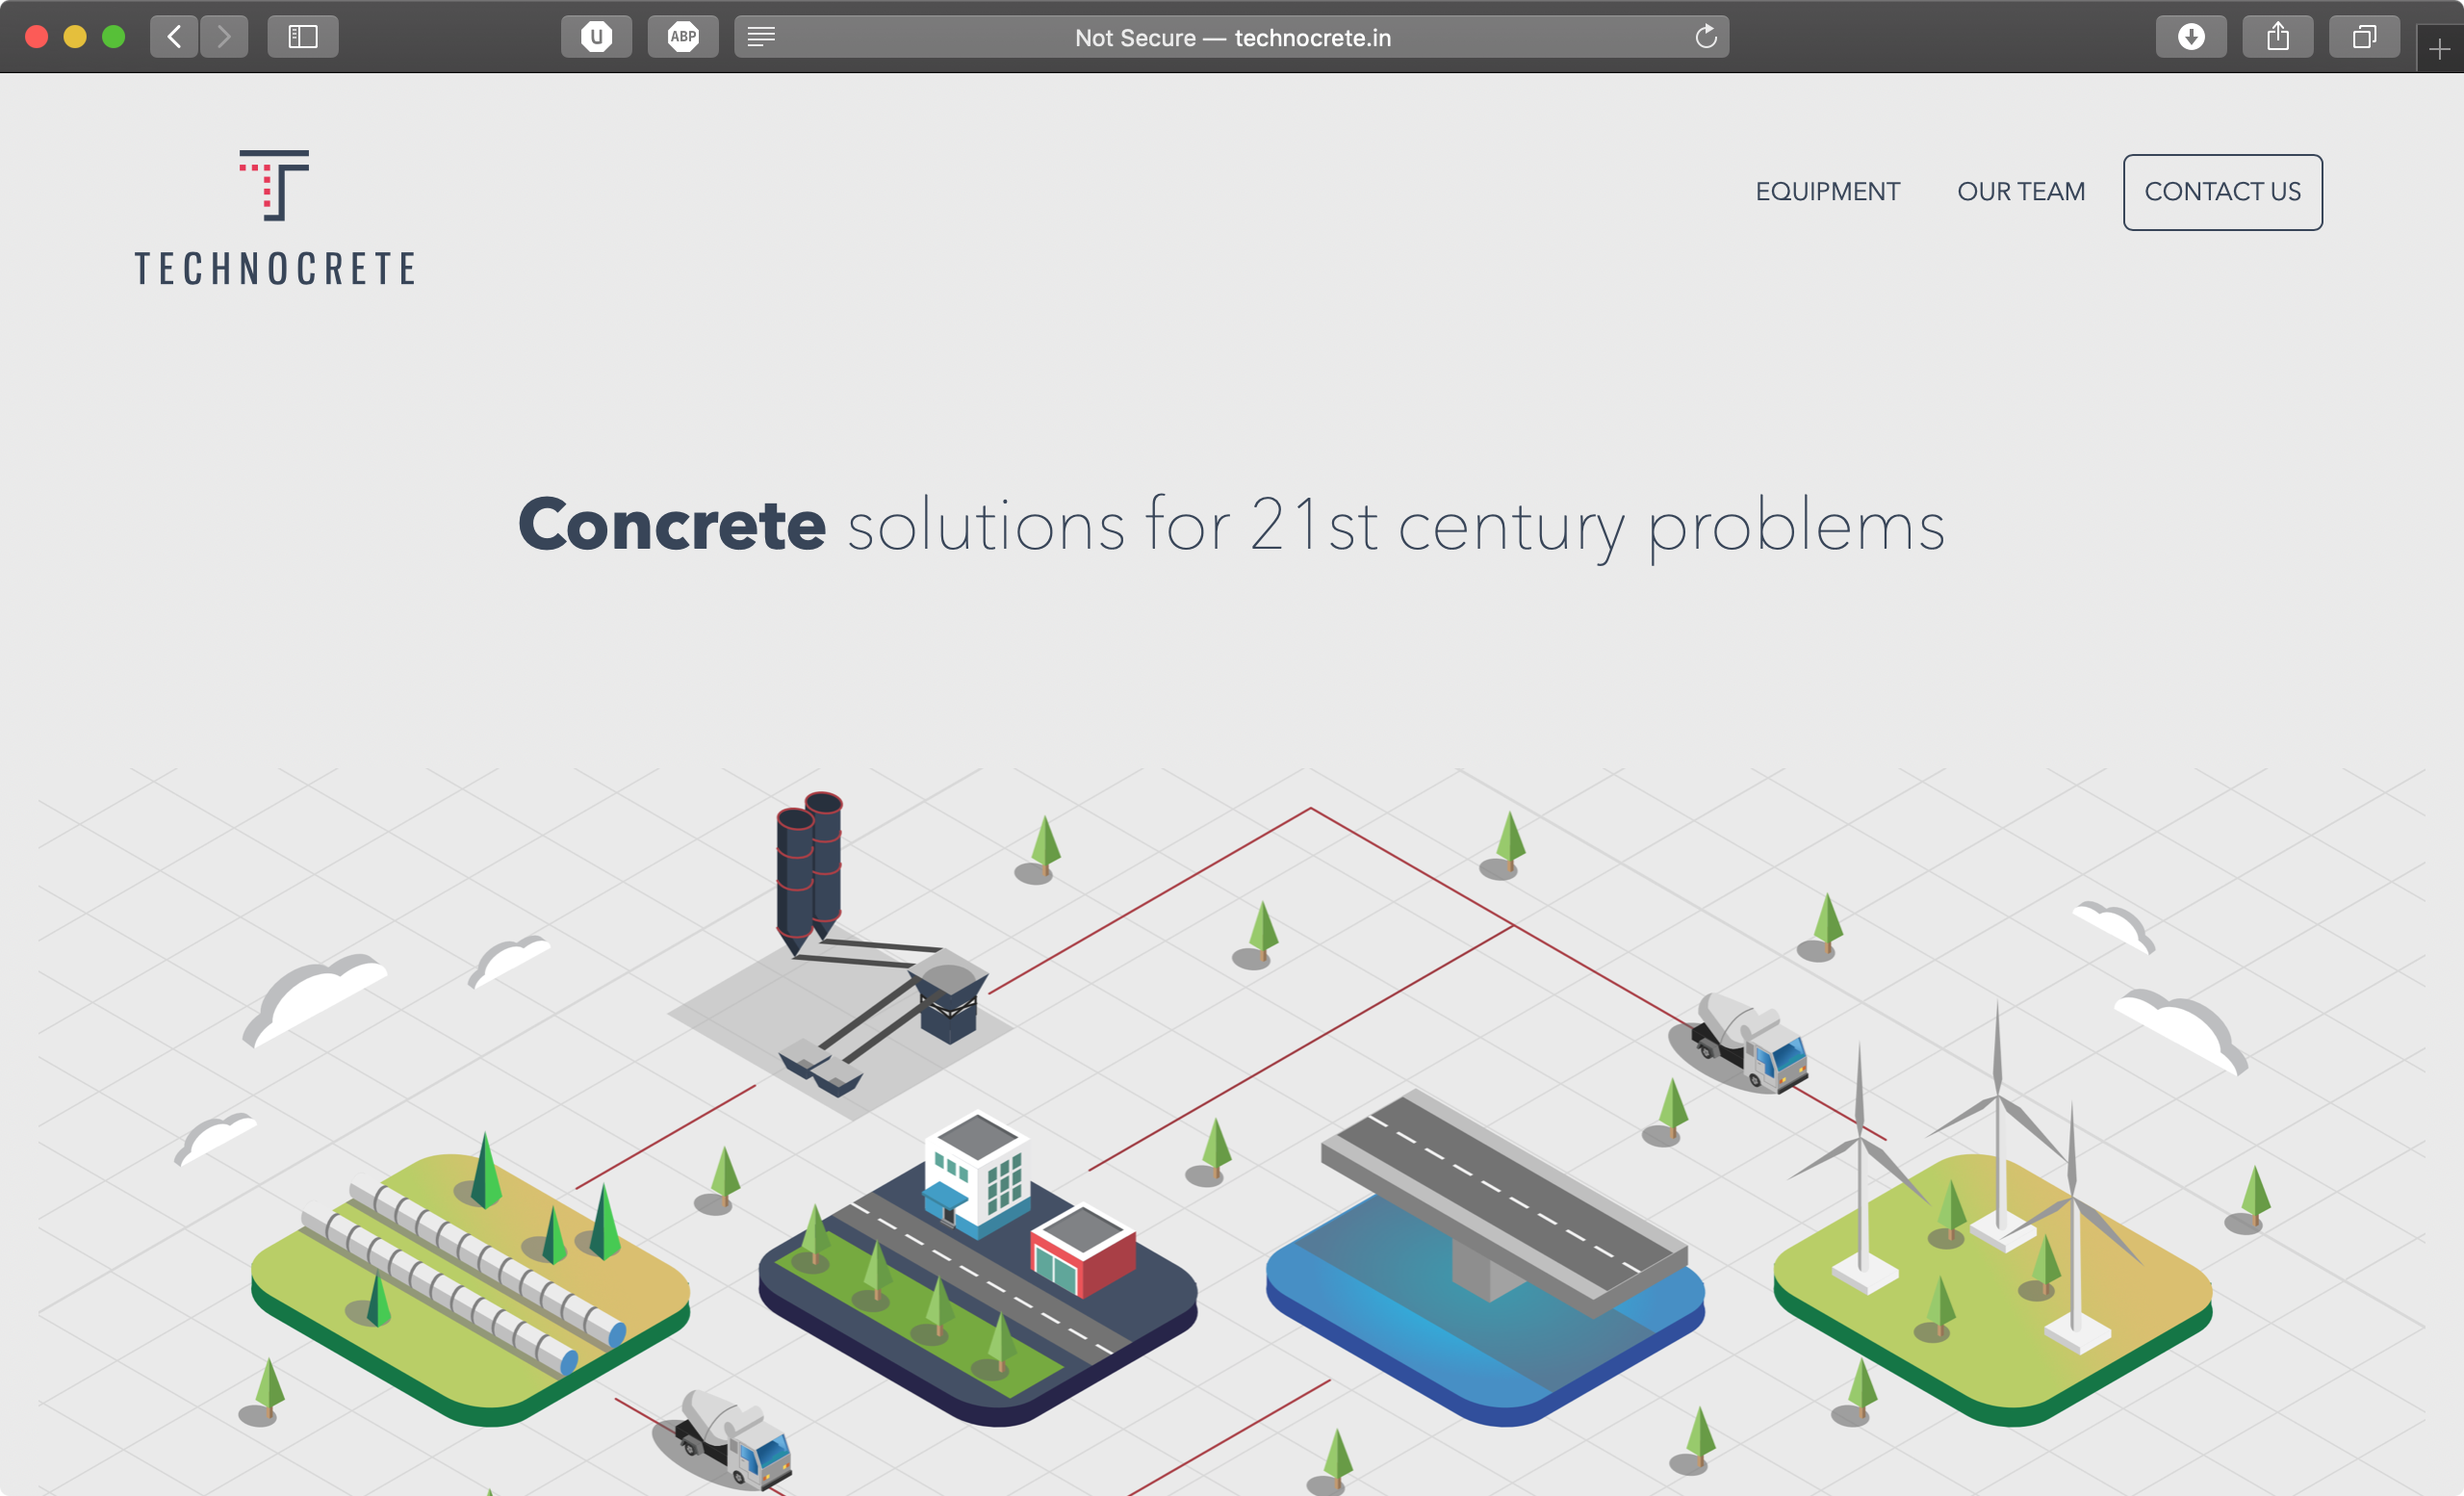 U
ABP
Not Secure — technocrete.in
TECHNOCRETE
EQUIPMENT
OUR TEAM
CONTACT US
Concrete solutions for 21st century problems